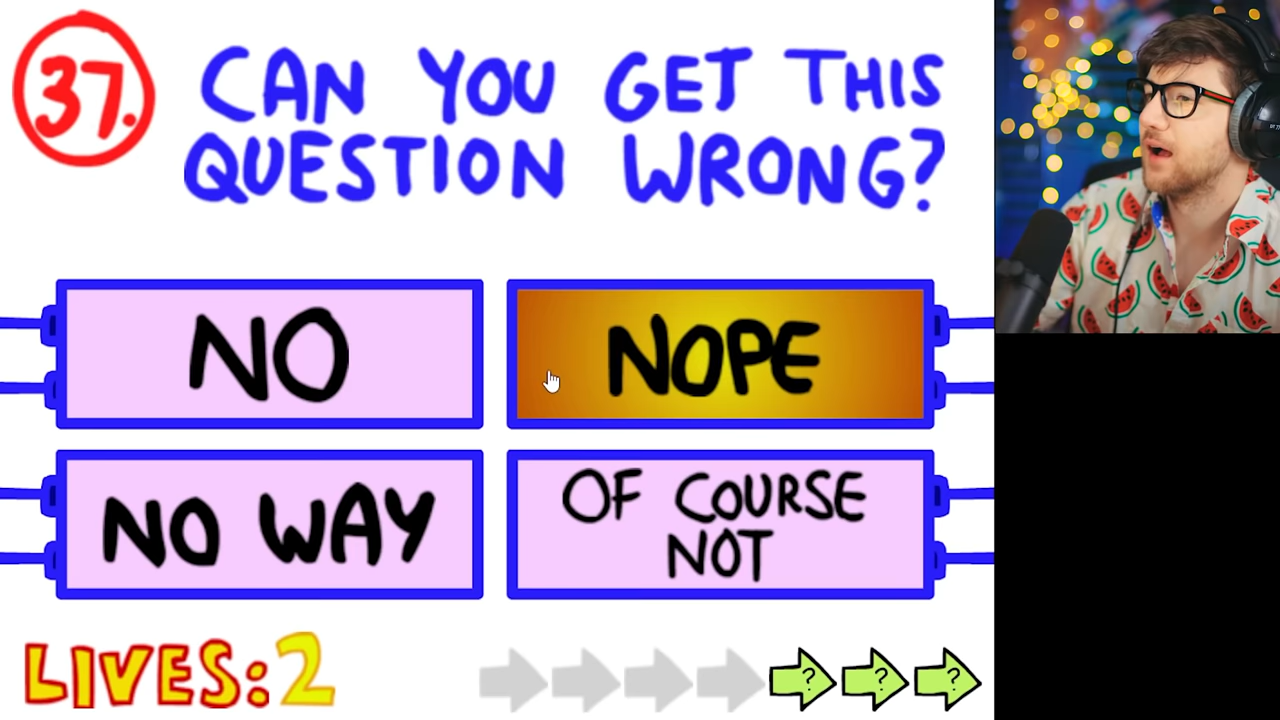 37.
CAN YOU GET THIS
QUESTION WRONG?
NO
NOPE
NO WAY
OF COURSE
NOT
LIVES: 2
? ? ?